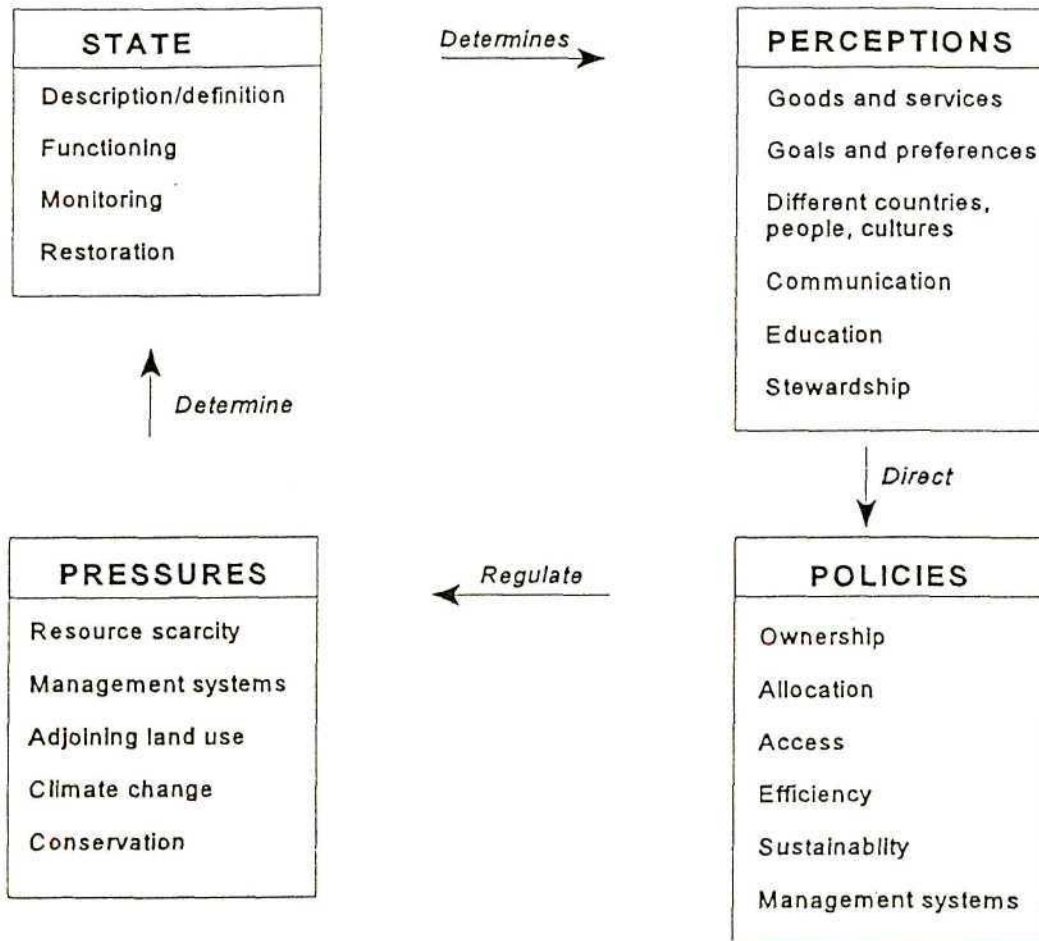 STATE
Description/definition
Functioning
Monitoring
Restoration
Determines
PERCEPTIONS
Goods and services
Goals and preferences
Different countries,
people, cultures
Communication
Education
Stewardship
Determine
Direct
PRESSURES
Resource scarcity
Management systems
Adjoining land use
Climate change
Conservation
Regulate
POLICIES
Ownership
Allocation
Access
Efficiency
Sustainabiity
Management systems